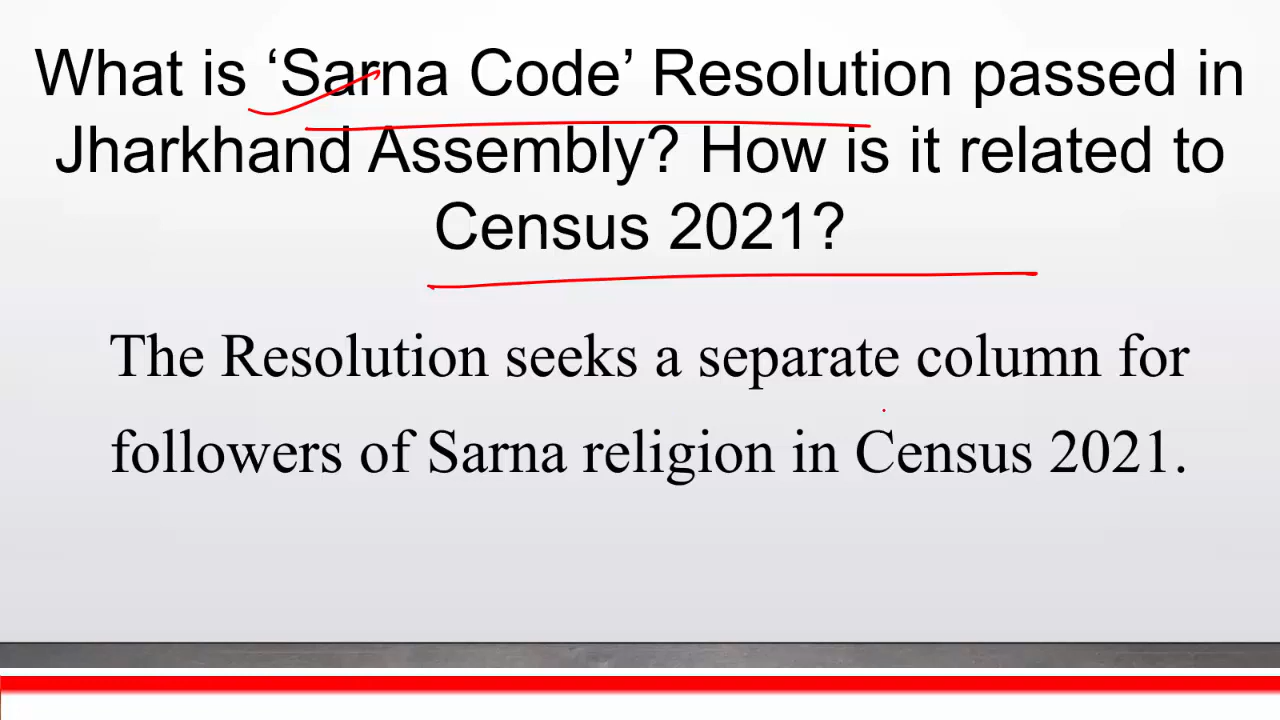 What is ‘Sarna Code’ Resolution passed in
Jharkhand Assembly? How is it related to
Census 2021?
The Resolution seeks a separate column for
followers of Sarna religion in Census 2021.